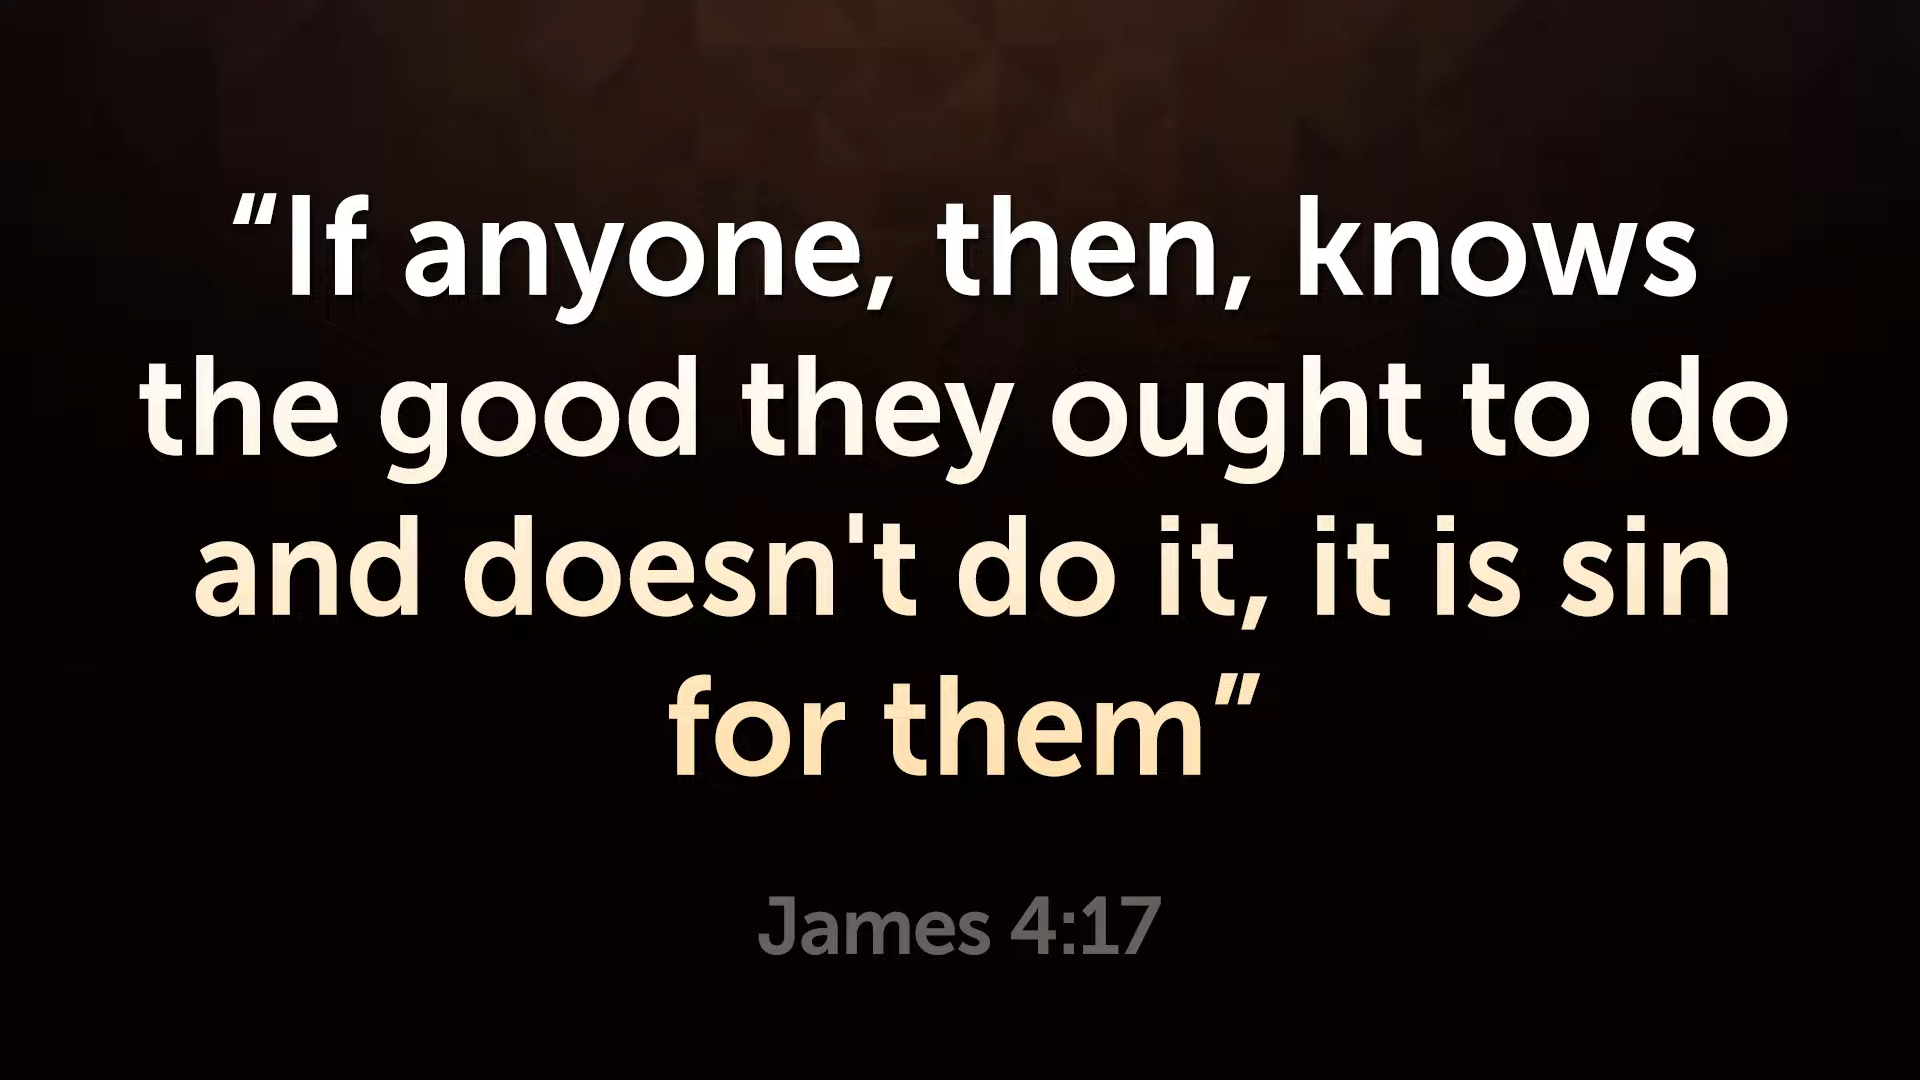 “If anyone, then, knows
the good they ought to do
and doesn't do it, it is sin
for them”
James 4:17